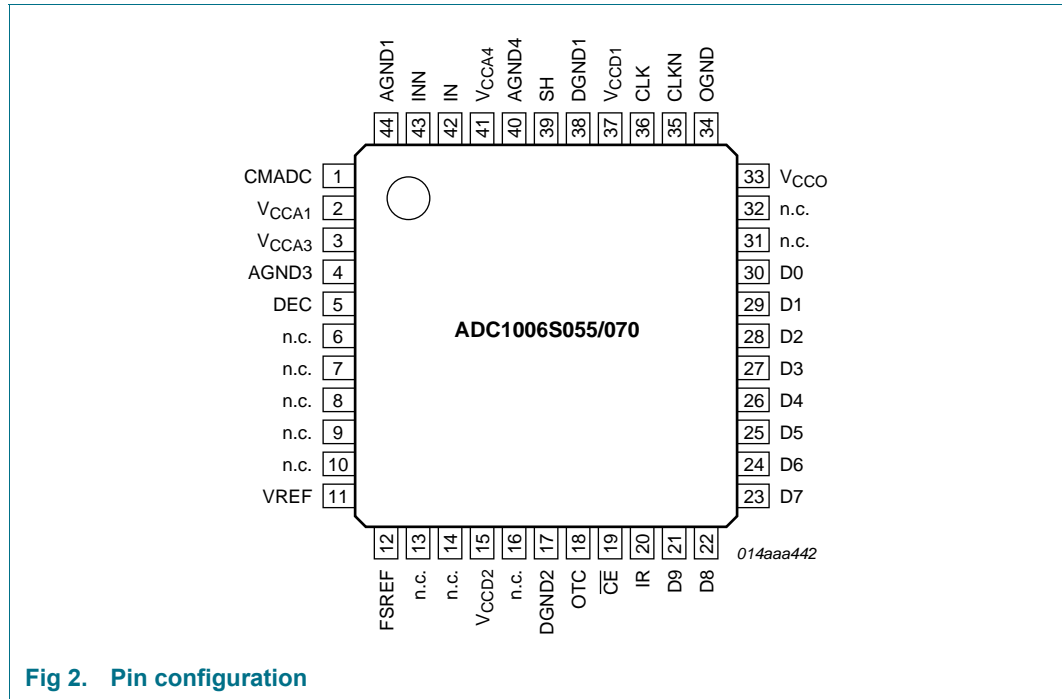 AGND1
INN
IN
VCCA4
AGND4
SH
DGND1
VCCD1
CLK
CLKN
OGND
44
43
42
41
40
39
38
37
36
35
34
CMADC 1
VCCA1 2
VCCA3 3
AGND3 4
DEC 5
n.c. 6
n.c. 7
n.c. 8
n.c. 9
n.c. 10
VREF 11
ADC1006S055/070
33 VCCO
32 n.c.
31 n.c.
30 D0
29 D1
28 D2
27 D3
26 D4
25 D5
24 D6
23 D7
12
13
14
15
16
17
18
19
20
21
22
FSREF
n.c.
n.c.
VCCD2
n.c.
DGND2
OTC
C̅E̅
IR
D9
D8
014aaa442
Fig 2. Pin configuration